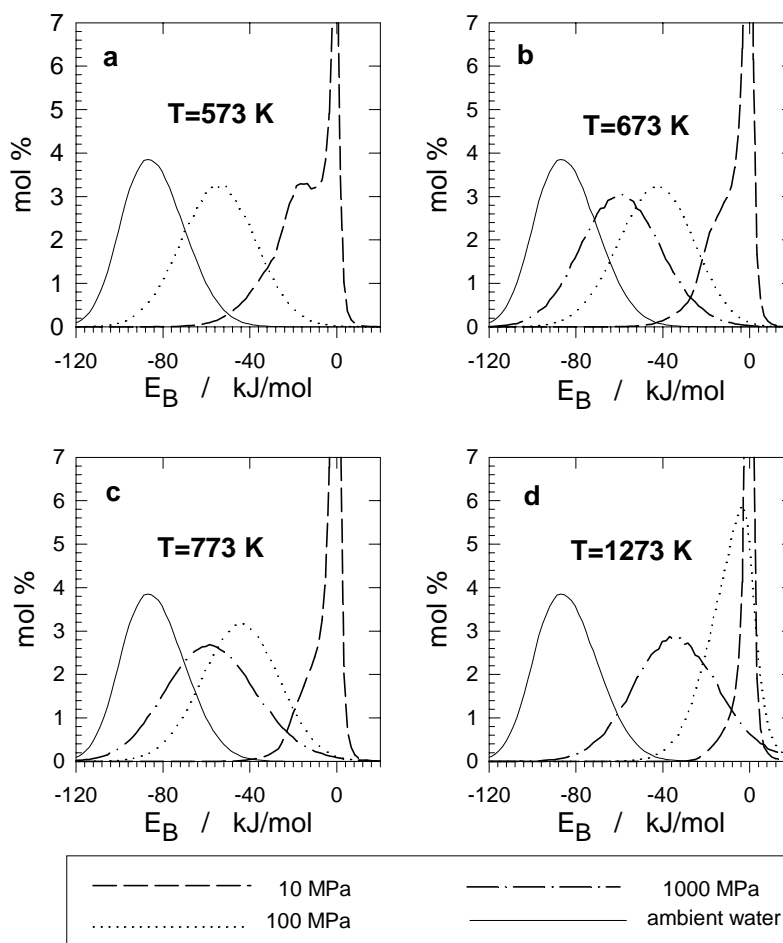 7
6
5
4
3
2
1
0
mol %
a
T=573 K
-120 -80 -40 0
E_B / kJ/mol
7
6
5
4
3
2
1
0
mol %
b
T=673 K
-120 -80 -40 0
E_B / kJ/mol
7
6
5
4
3
2
1
0
mol %
c
T=773 K
-120 -80 -40 0
E_B / kJ/mol
7
6
5
4
3
2
1
0
mol %
d
T=1273 K
-120 -80 -40 0
E_B / kJ/mol
10 MPa
1000 MPa
100 MPa
ambient water